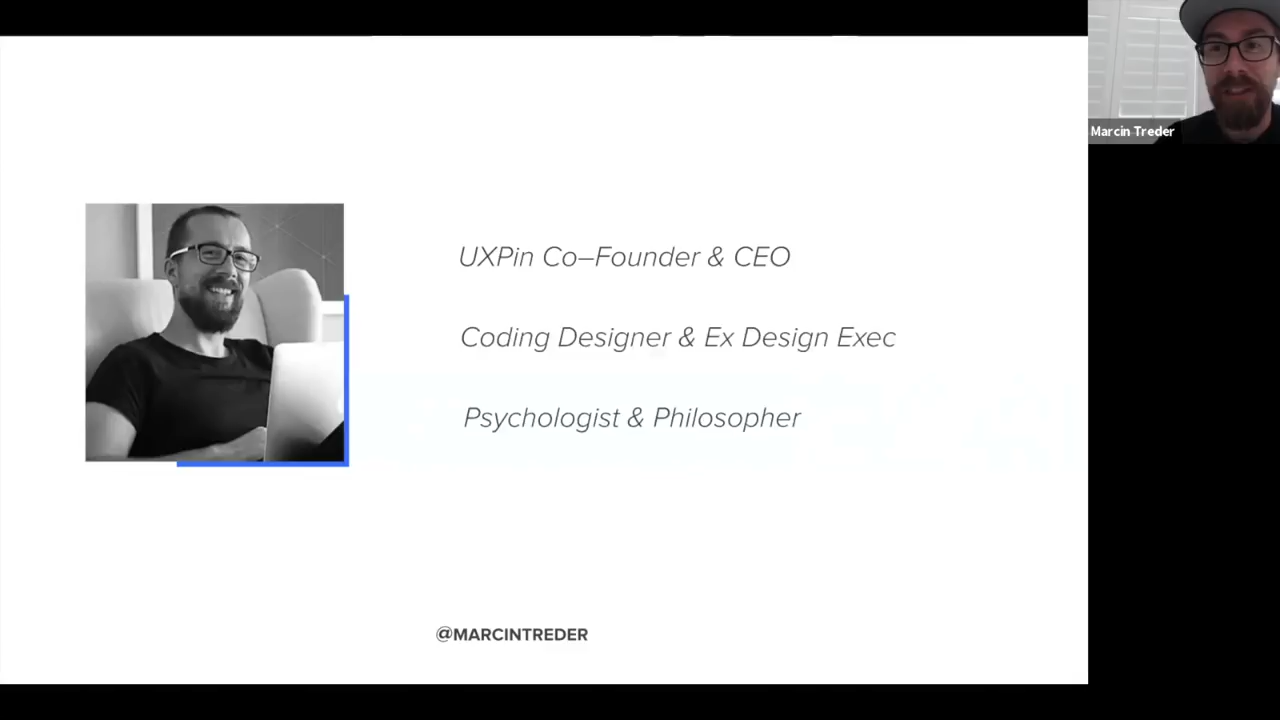 Marcin Treder
UXPin Co–Founder & CEO
Coding Designer & Ex Design Exec
Psychologist & Philosopher
@MARCINTREDER